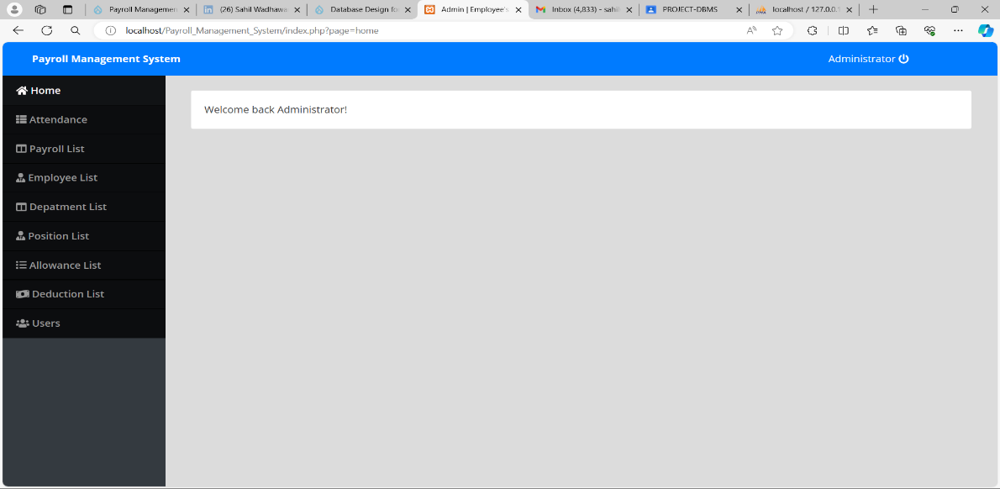 Payroll Management
(26) Sahil Wadhawa
Database Design fo
Admin | Employee's
Inbox (4,833) - sahil
PROJECT-DBMS
localhost / 127.0.0.1
localhost/Payroll_Management_System/index.php?page=home
Payroll Management System
Administrator
Home
Welcome back Administrator!
Attendance
Payroll List
Employee List
Depatment List
Position List
Allowance List
Deduction List
Users